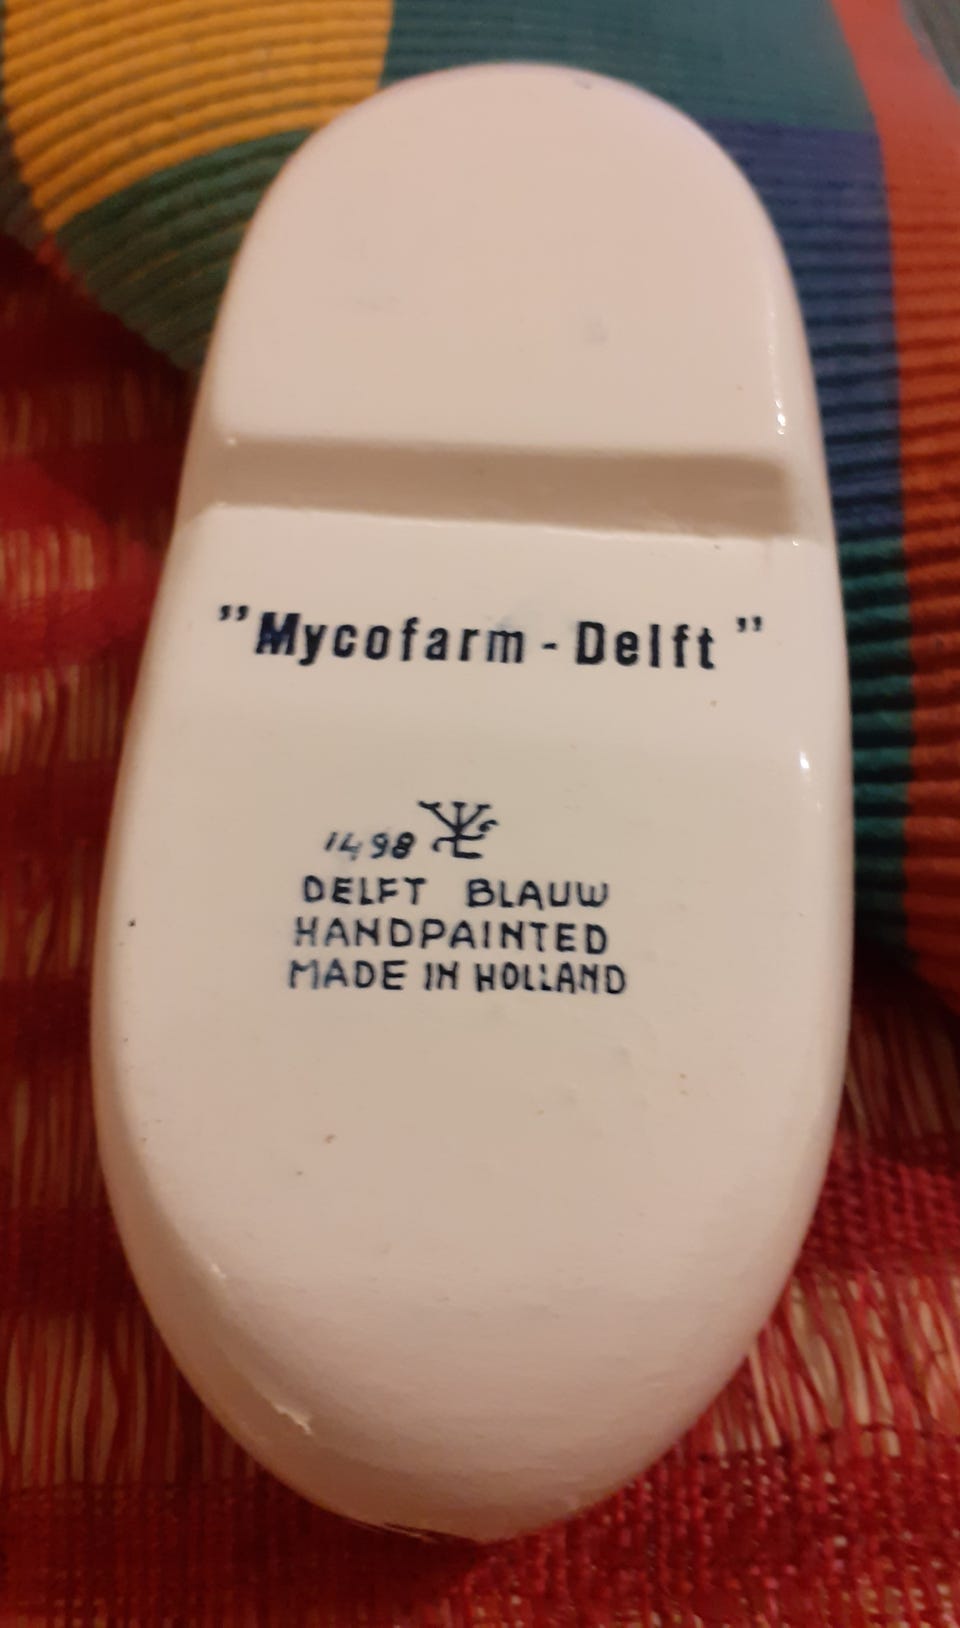 ”Mycofarm - Delft”
1498
DELFT BLAUW
HANDPAINTED
MADE IN HOLLAND